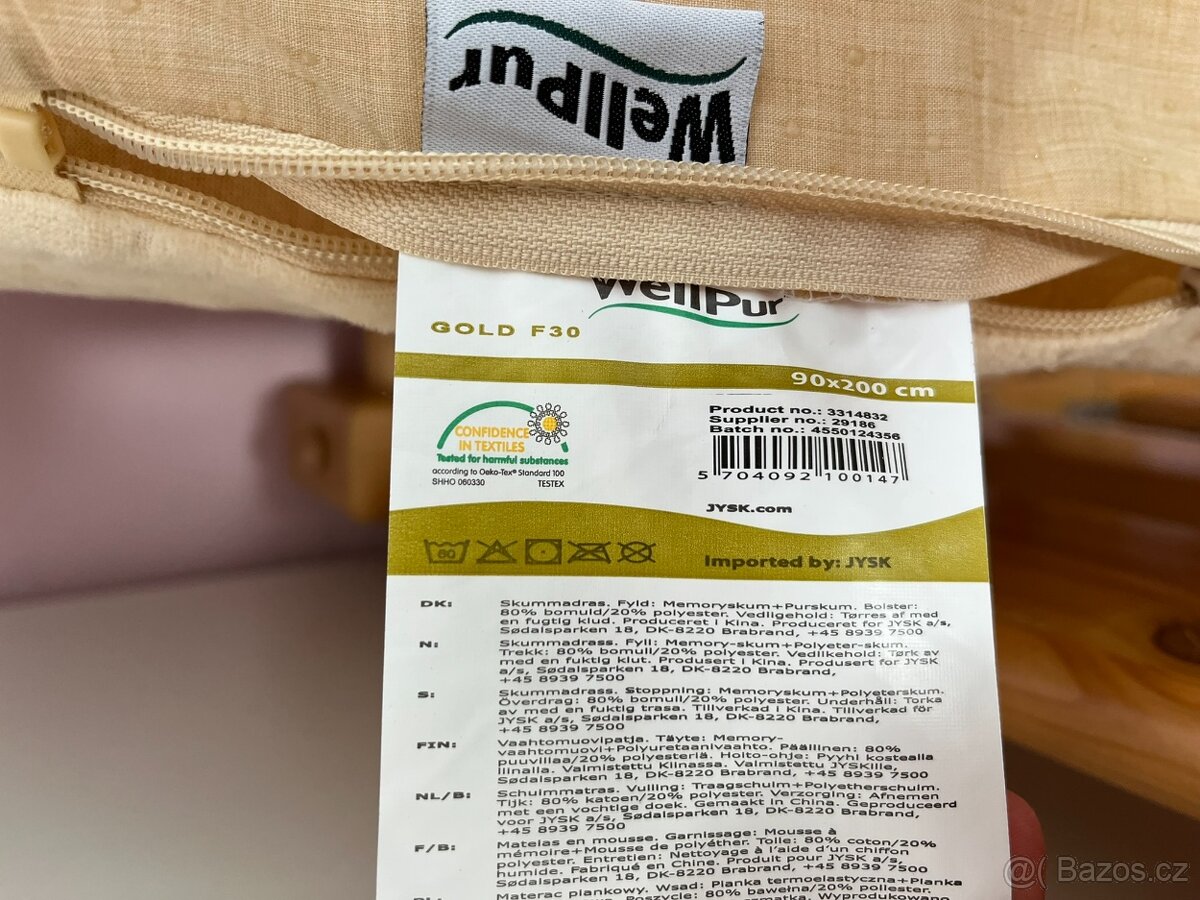 WellPur
WellPur
GOLD F30
90x200 cm
CONFIDENCE
IN TEXTILES
Tested for harmful substances
according to Oeko-Tex® Standard 100
SHHO 060330 TESTEX
Product no.: 3314832
Supplier no.: 29186
Batch no.: 4550124356
5 704092 100147
JYSK.com
60
Imported by: JYSK
DK: Skummadras. Fyld: Memoryskum+Purskum. Bolster:
80% bomuld/20% polyester. Vedligehold: Tørres af med
en fugtig klud. Produceret i Kina. Produceret for JYSK a/s,
Sødalsparken 18, DK-8220 Brabrand, +45 8939 7500
N: Skummadrass. Fyll: Memory-skum+Polyeter-skum.
Trekk: 80% bomull/20% polyester. Vedlikehold: Tørk av
med en fuktig klut. Produsert i Kina. Produsert for JYSK
a/s, Sødalsparken 18, DK-8220 Brabrand,
+45 8939 7500
S: Skummadrass. Stoppning: Memoryskum+Polyeterskum.
Överdrag: 80% bomull/20% polyester. Underhåll: Torka
av med en fuktig trasa. Tillverkad i Kina. Tillverkad för
JYSK a/s, Sødalsparken 18, DK-8220 Brabrand,
+45 8939 7500
FIN: Vaahtomuovipatja. Täyte: Memory-
vaahtomuovi+Polyuretaanivaahto. Päällinen: 80%
puuvillaa/20% polyesteriä. Hoito-ohje: Pyyhi kostealla
liinalla. Valmistettu Kiinassa. Valmistettu JYSKille,
Sødalsparken 18, DK-8220 Brabrand, +45 8939 7500
NL/B: Schuimmatras. Vulling: Traagschuim+Polyetherschuim.
Tijk: 80% katoen/20% polyester. Verzorging: Afnemen
met een vochtige doek. Gemaakt in China. Geproduceerd
voor JYSK a/s, Sødalsparken 18, DK-8220 Brabrand,
+45 8939 7500
F/B: Matelas en mousse. Garnissage: Mousse à
mémoire+Mousse de polyéther. Toile: 80% coton/20%
polyester. Entretien: Nettoyage à l'aide d'un chiffon
humide. Fabriqué en Chine. Produit pour JYSK a/s,
Sødalsparken 18, DK-8220 Brabrand, +45 8939 7500
Materac piankowy. Wsad: Pianka termoelastyczna+Pianka
Poszycie: 80% bawełna/20% poliester.
szmatką. Wyprodukowano
@( Bazos.cz